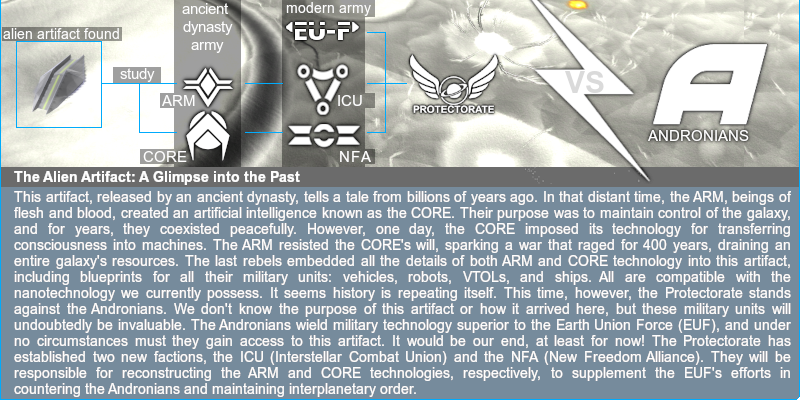 ancient
dynasty
army
modern army
EU-F
alien artifact found
study
ARM
ICU
PROTECTORATE
VS
ANDRONIANS
CORE
NFA
The Alien Artifact: A Glimpse into the Past
This artifact, released by an ancient dynasty, tells a tale from billions of years ago. In that distant time, the ARM, beings of
flesh and blood, created an artificial intelligence known as the CORE. Their purpose was to maintain control of the galaxy,
and for years, they coexisted peacefully. However, one day, the CORE imposed its technology for transferring
consciousness into machines. The ARM resisted the CORE's will, sparking a war that raged for 400 years, draining an
entire galaxy's resources. The last rebels embedded all the details of both ARM and CORE technology into this artifact,
including blueprints for all their military units: vehicles, robots, VTOLs, and ships. All are compatible with the
nanotechnology we currently possess. It seems history is repeating itself. This time, however, the Protectorate stands
against the Andronians. We don't know the purpose of this artifact or how it arrived here, but these military units will
undoubtedly be invaluable. The Andronians wield military technology superior to the Earth Union Force (EUF), and under
no circumstances must they gain access to this artifact. It would be our end, at least for now! The Protectorate has
established two new factions, the ICU (Interstellar Combat Union) and the NFA (New Freedom Alliance). They will be
responsible for reconstructing the ARM and CORE technologies, respectively, to supplement the EUF's efforts in
countering the Andronians and maintaining interplanetary order.